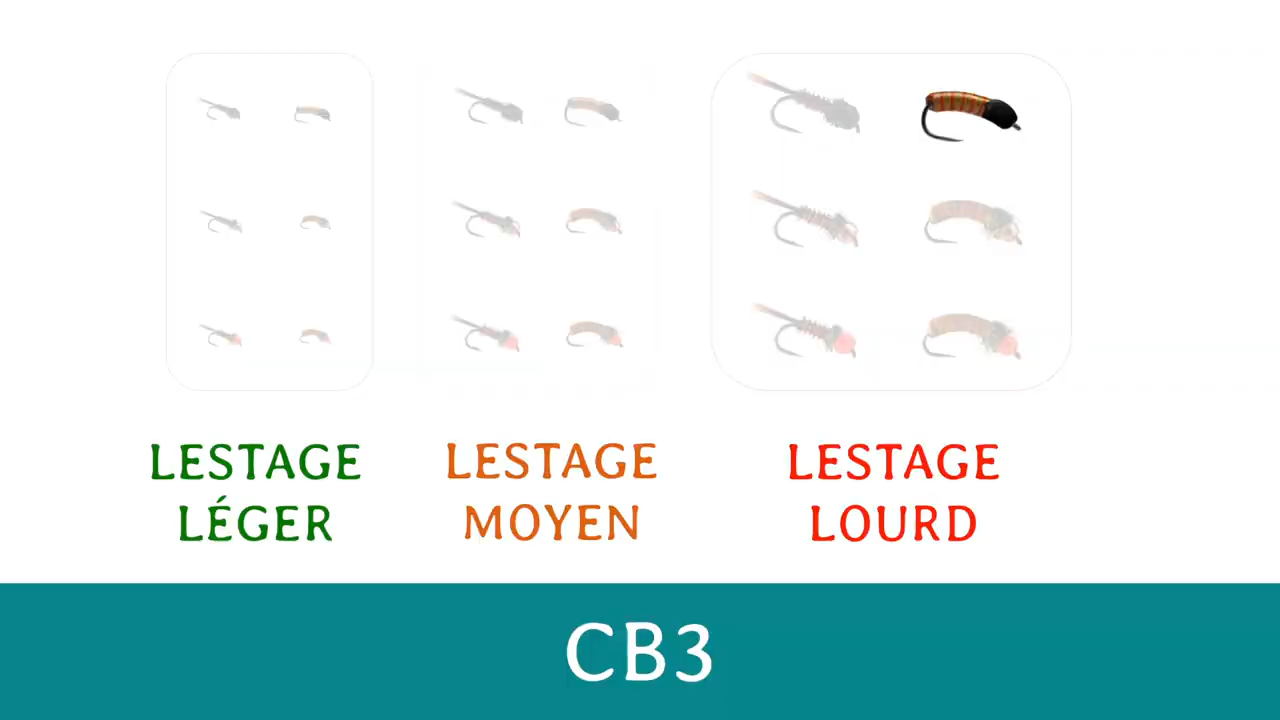 LESTAGE
LÉGER
LESTAGE
MOYEN
LESTAGE
LOURD
CB3